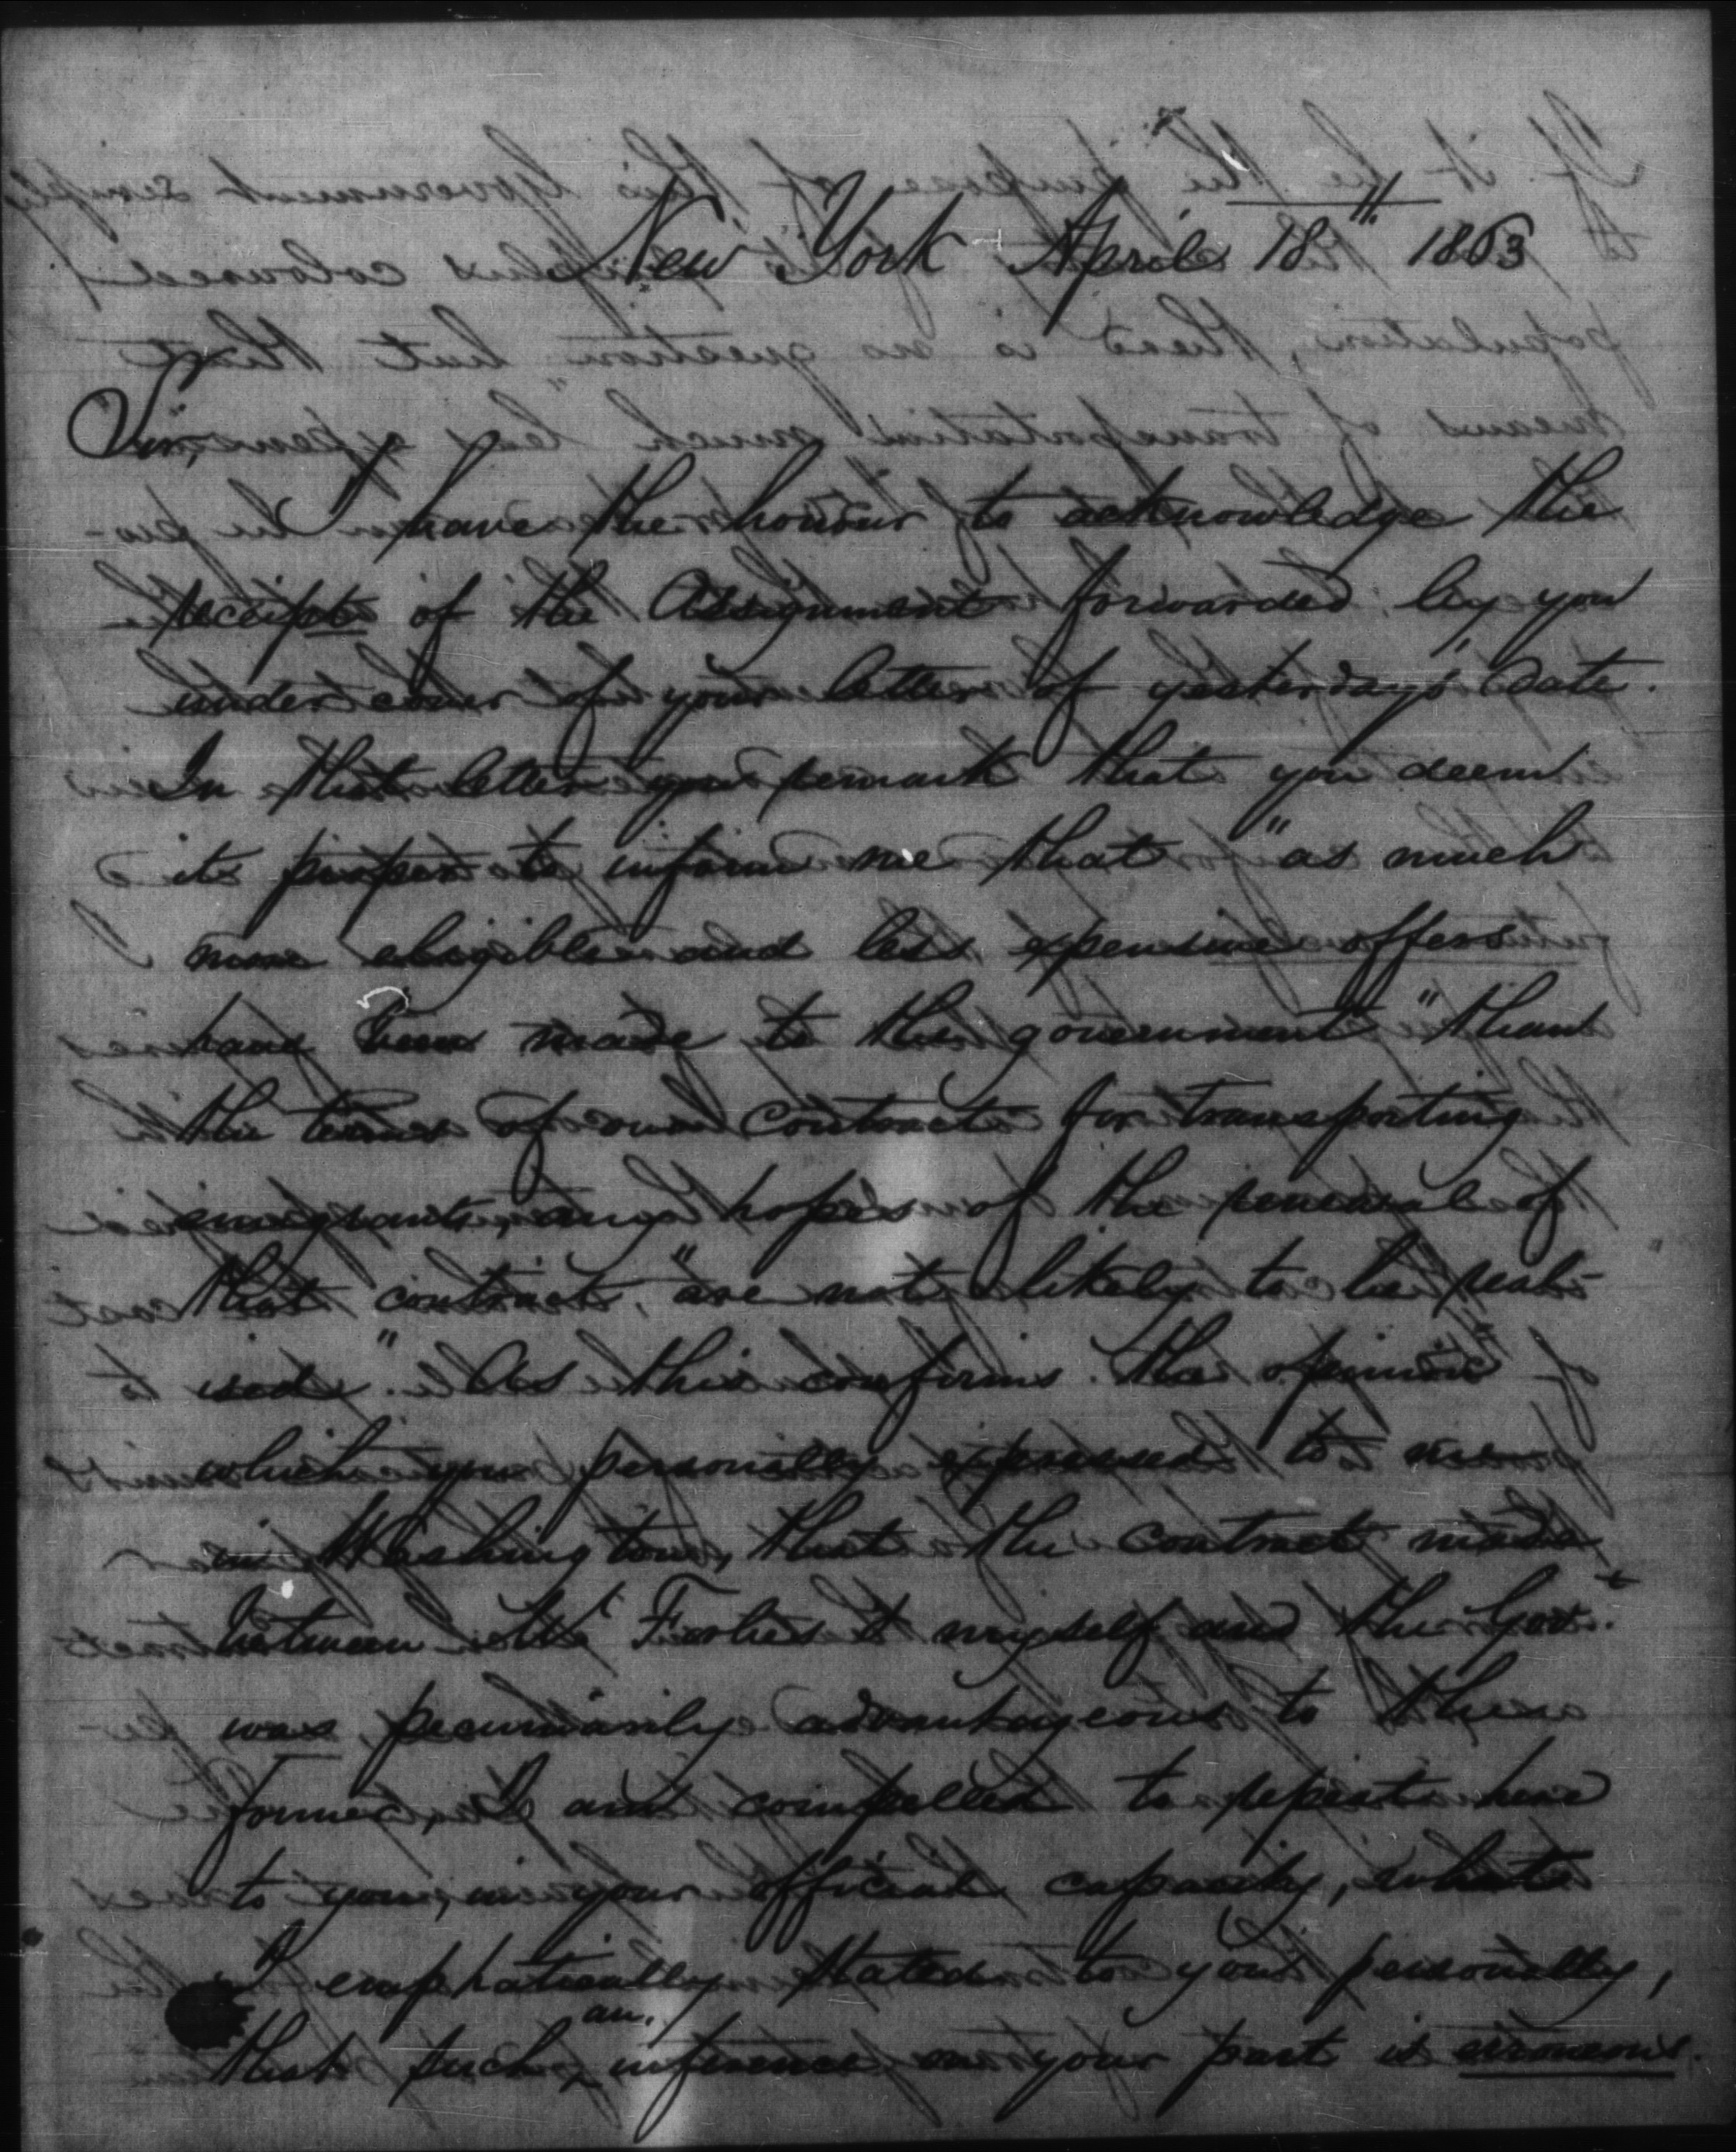 New York April 18th 1863
Sir,
I have the honour to acknowledge the
receipt of the Assignment forwarded by you
under cover of your letter of yesterday's date.
In that letter you remark that you deem
it proper to inform me that "as much
more eligible and less expensive offers
have been made to the government" than
the terms of our Contract for transporting
emigrants, any hopes of the renewal of
that contract, "are not likely to be real-
ised". As this confirms the opinion
which you personally expressed to me
in Washington, that the contract made
between Mr Forbes & myself and the Govt.
was pecuniarily advantageous to the
former, I am compelled to repeat here
to you, in your official capacity, what
I emphatically stated to you personally,
that such an inference on your part is erroneous.